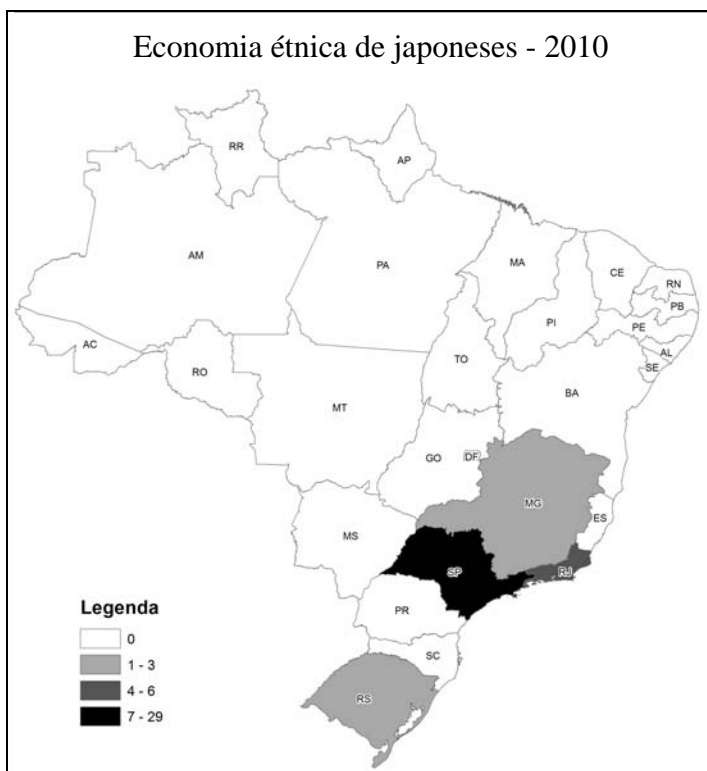 Economia étnica de japoneses - 2010
RR
AP
AM
PA
MA
CE
RN
PB
PI
PE
AL
SE
AC
RO
TO
BA
MT
GO
DF
MG
ES
MS
SP
RJ
PR
SC
RS
Legenda
0
1 - 3
4 - 6
7 - 29